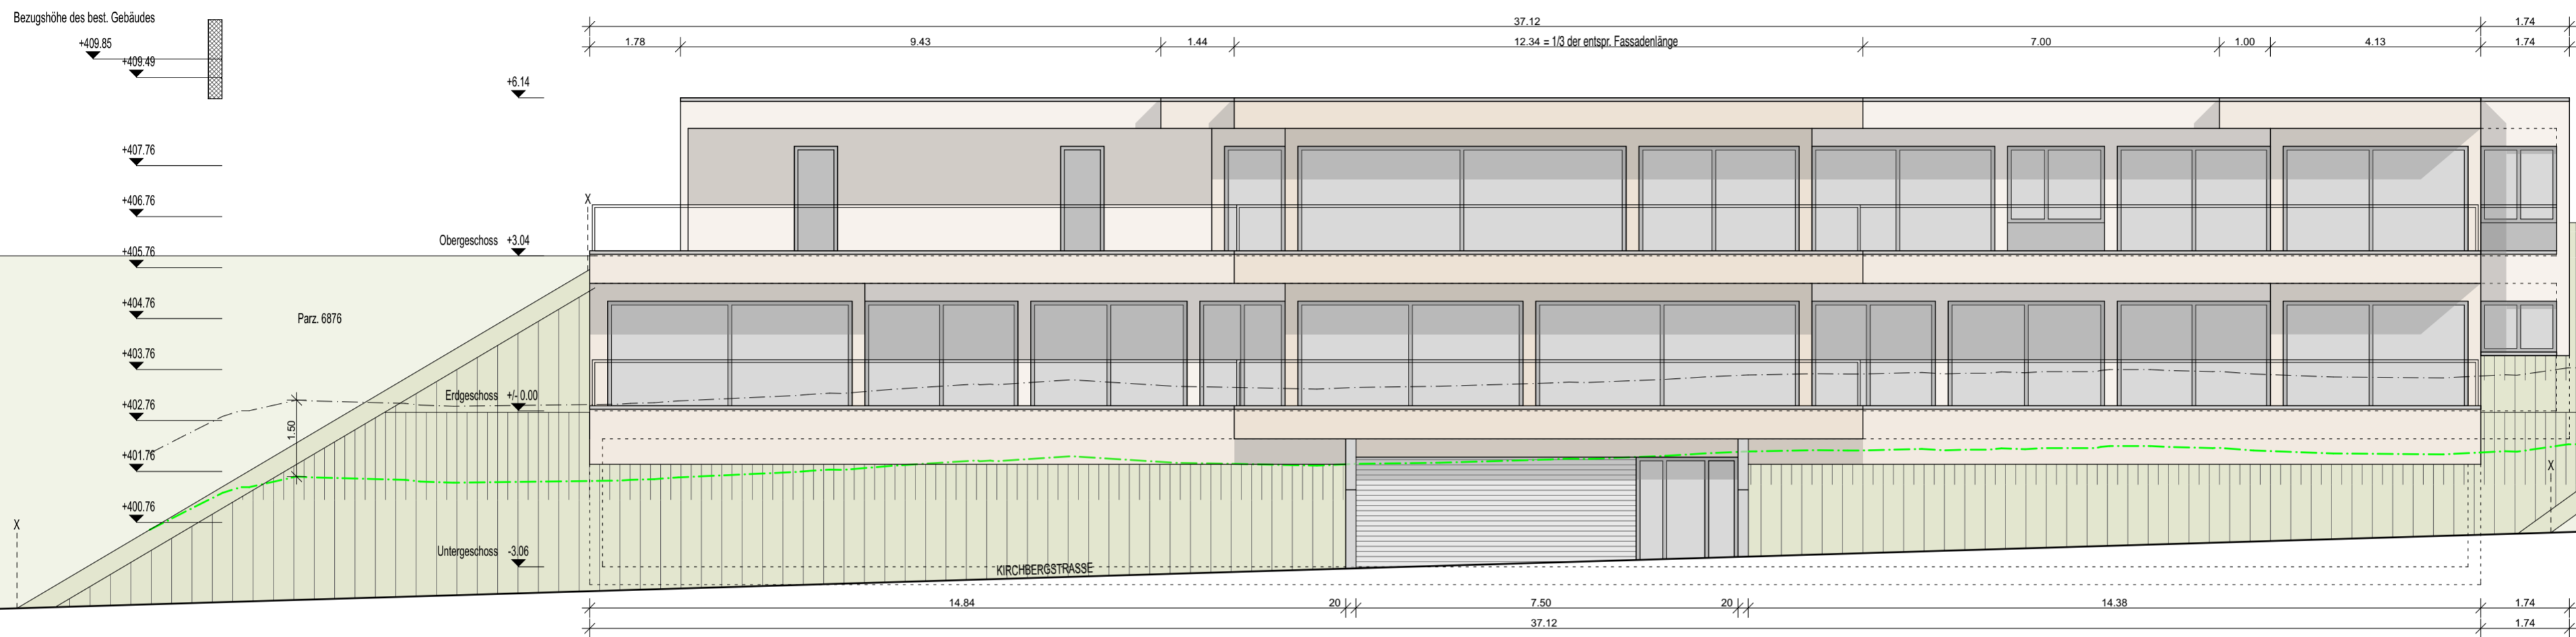 Bezugshöhe des best. Gebäudes
37.12
1.74
+409.85
1.78
9.43
1.44
12.34 = 1/3 der entspr. Fassadenlänge
7.00
1.00
4.13
1.74
+409.49
+6.14
+407.76
+406.76
X
Obergeschoss +3.04
+405.76
+404.76
Parz. 6876
+403.76
Erdgeschoss +/- 0.00
+402.76
1.50
+401.76
X
+400.76
X
Untergeschoss -3.06
KIRCHBERGSTRASSE
14.84
20
7.50
20
14.38
1.74
37.12
1.74